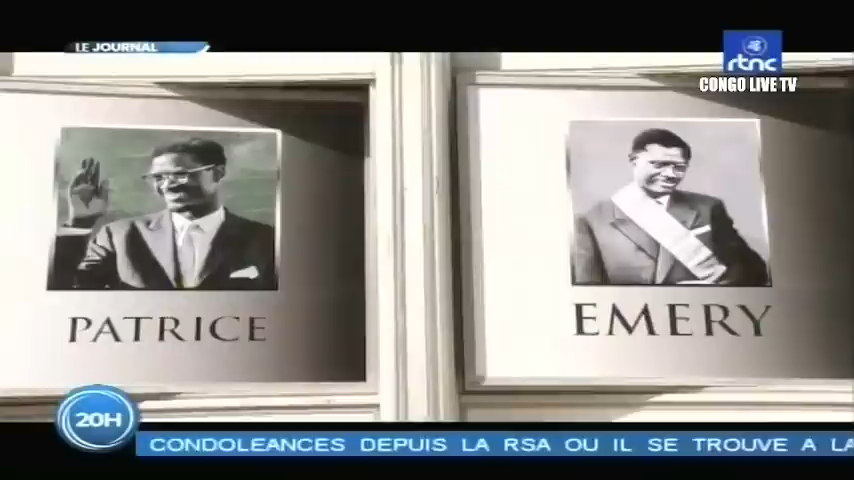 LE JOURNAL
rtnc
CONGO LIVE TV
PATRICE
EMERY
20H
CONDOLEANCES DEPUIS LA RSA OU IL SE TROUVE A LA